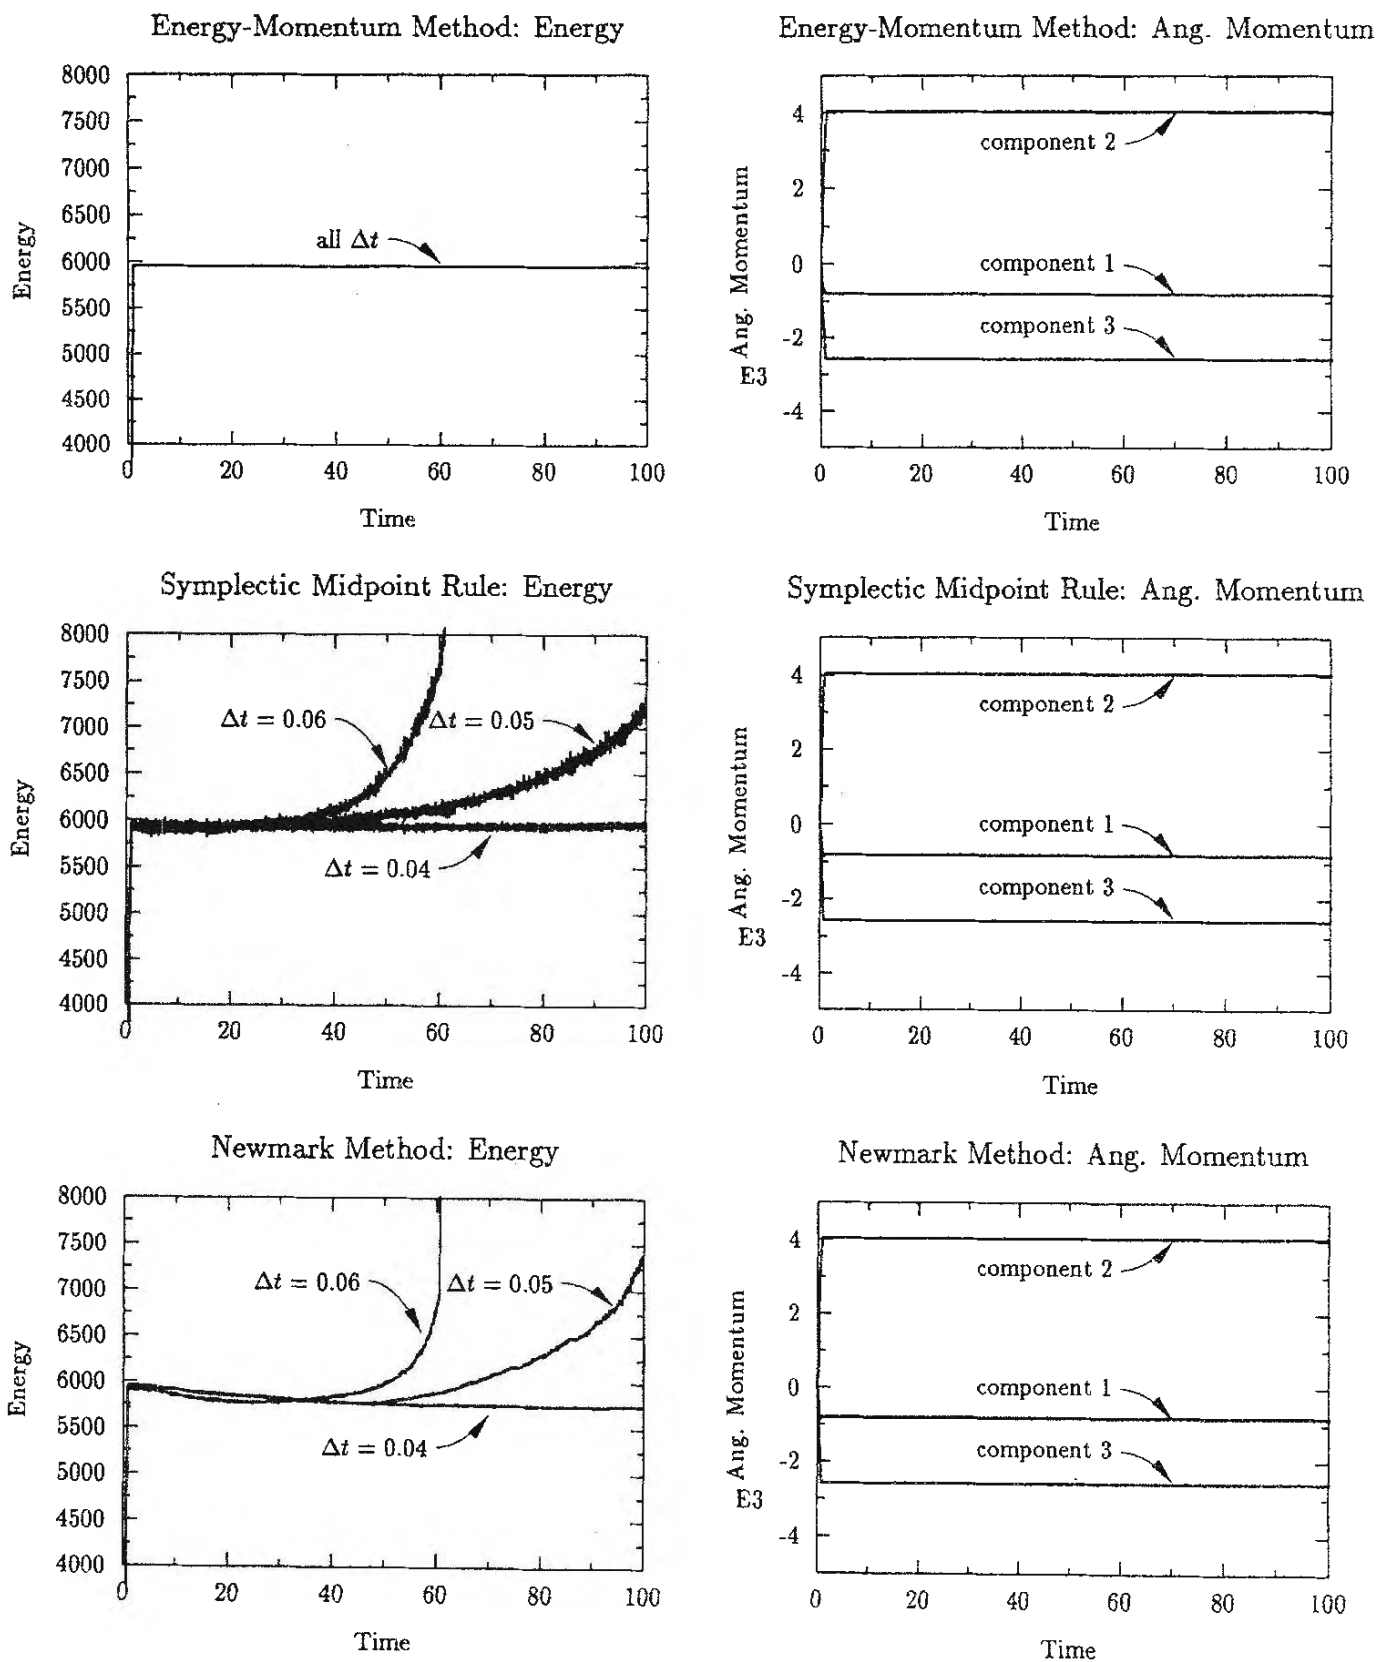 Energy-Momentum Method: Energy
8000
7500
7000
6500
6000
5500
5000
4500
4000
Energy
all Δt
0 20 40 60 80 100
Time
Energy-Momentum Method: Ang. Momentum
4
2
0
-2
-4
Ang. Momentum
E3
component 2
component 1
component 3
0 20 40 60 80 100
Time
Symplectic Midpoint Rule: Energy
8000
7500
7000
6500
6000
5500
5000
4500
4000
Energy
Δt = 0.06
Δt = 0.05
Δt = 0.04
0 20 40 60 80 100
Time
Symplectic Midpoint Rule: Ang. Momentum
4
2
0
-2
-4
Ang. Momentum
E3
component 2
component 1
component 3
0 20 40 60 80 100
Time
Newmark Method: Energy
8000
7500
7000
6500
6000
5500
5000
4500
4000
Energy
Δt = 0.06
Δt = 0.05
Δt = 0.04
0 20 40 60 80 100
Time
Newmark Method: Ang. Momentum
4
2
0
-2
-4
Ang. Momentum
E3
component 2
component 1
component 3
0 20 40 60 80 100
Time